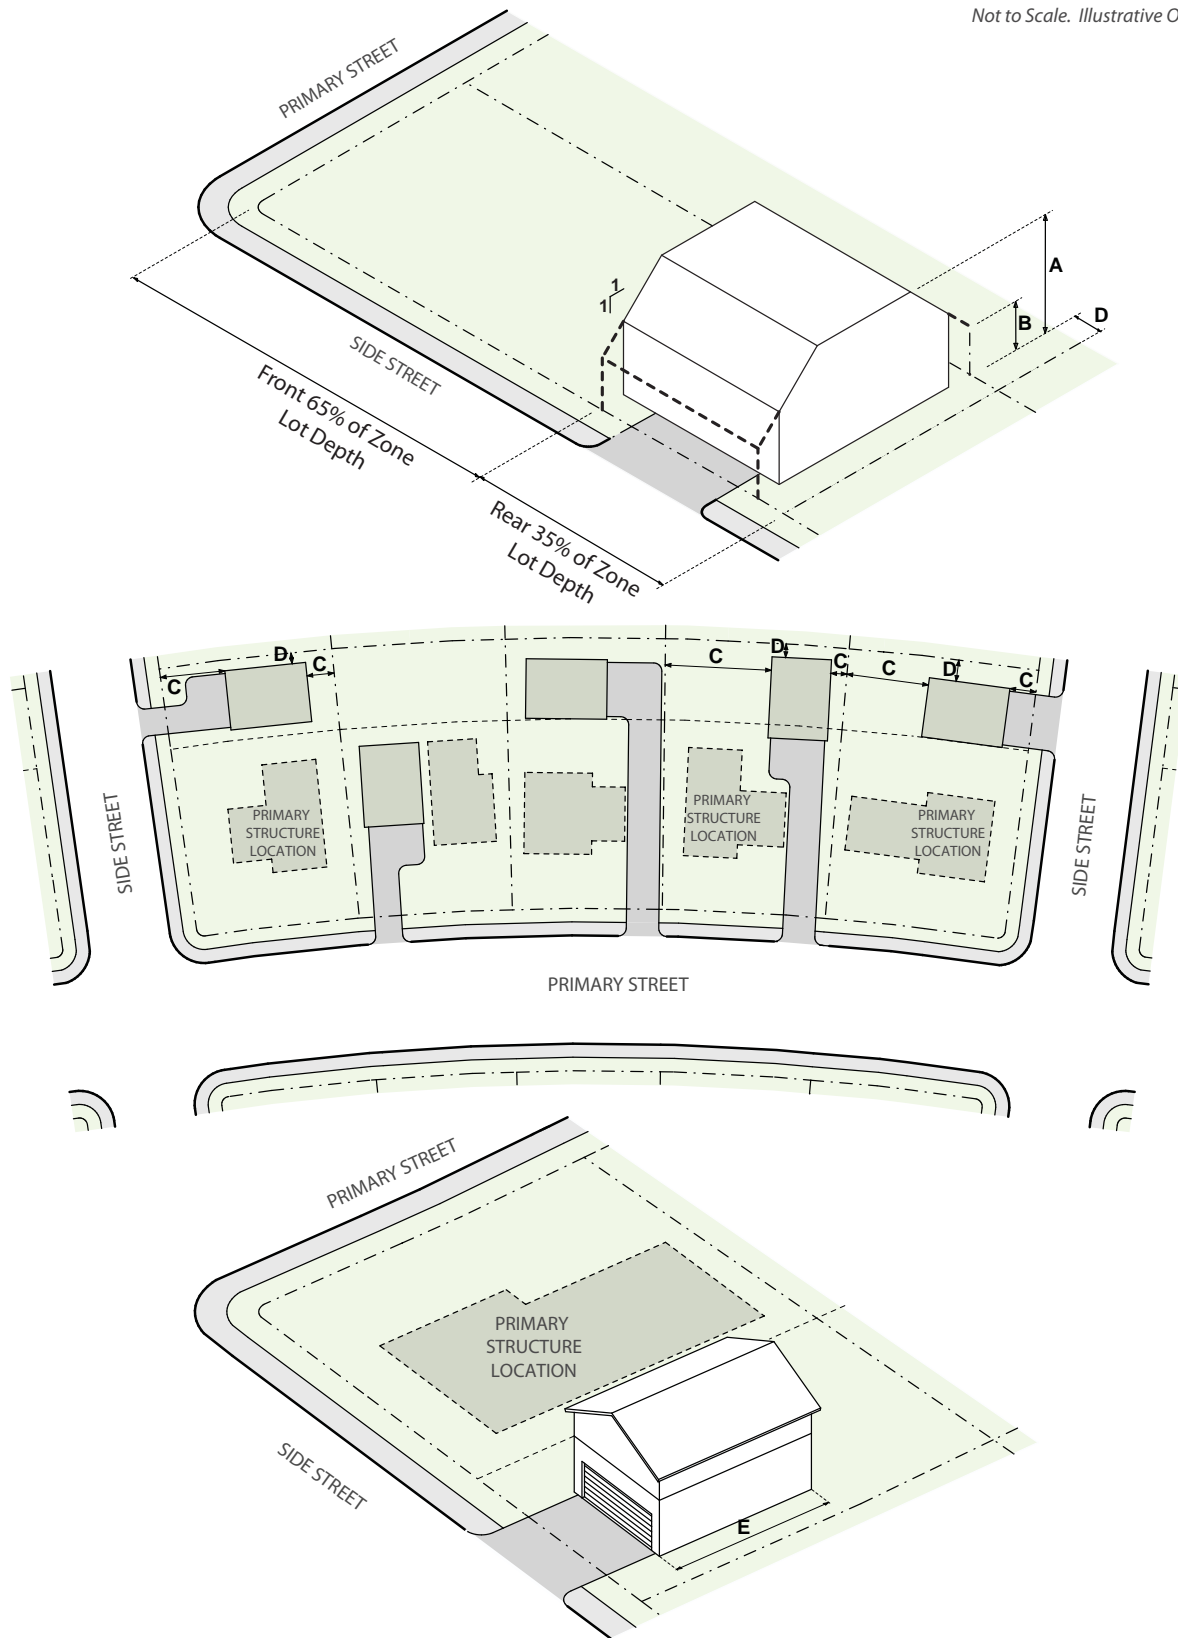 Not to Scale. Illustrative O
PRIMARY STREET
A
B
D
1
1
SIDE STREET
Front 65% of Zone
Lot Depth
Rear 35% of Zone
Lot Depth
D
C
C
C
D
C
C
D
C
SIDE STREET
PRIMARY
STRUCTURE
LOCATION
PRIMARY
STRUCTURE
LOCATION
PRIMARY
STRUCTURE
LOCATION
SIDE STREET
PRIMARY STREET
PRIMARY STREET
PRIMARY
STRUCTURE
LOCATION
SIDE STREET
E